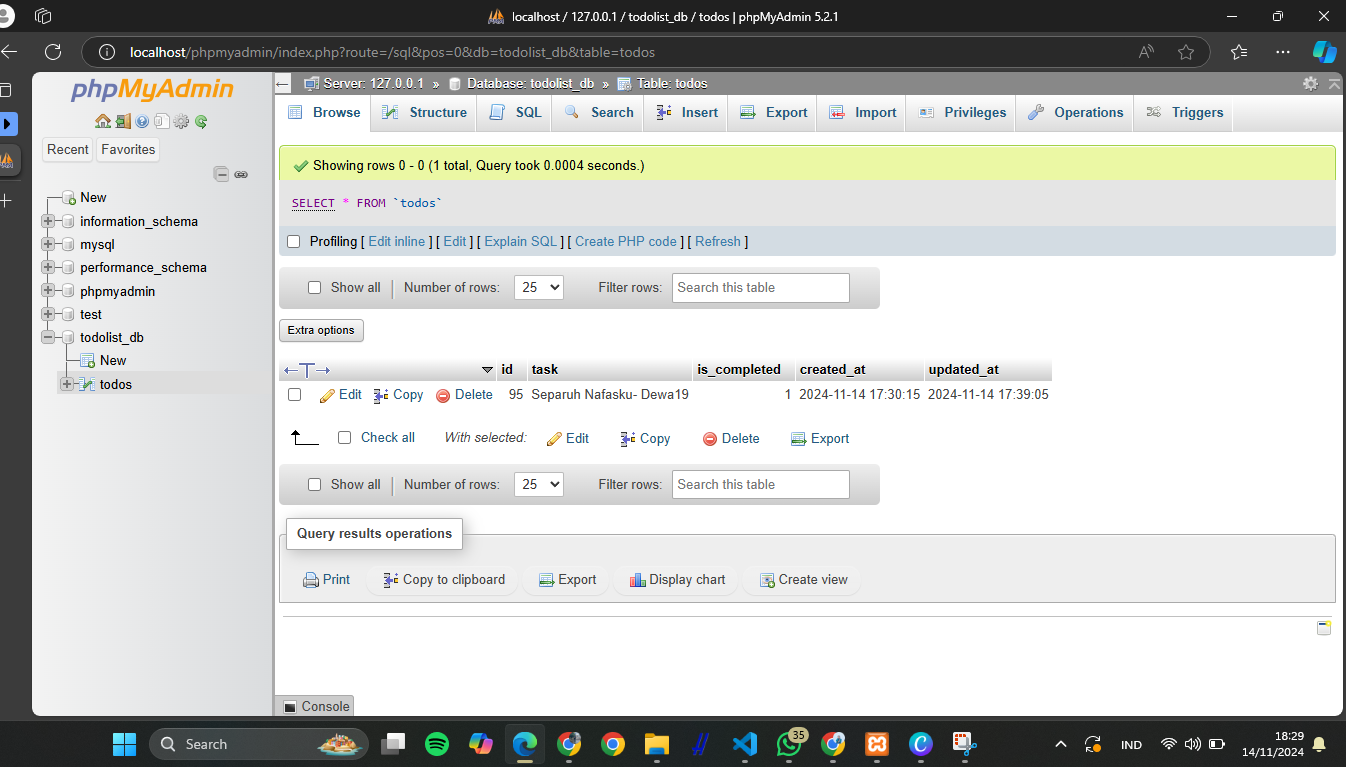 localhost / 127.0.0.1 / todolist_db / todos | phpMyAdmin 5.2.1
localhost/phpmyadmin/index.php?route=/sql&pos=0&db=todolist_db&table=todos
phpMyAdmin
Recent Favorites
New
information_schema
mysql
performance_schema
phpmyadmin
test
todolist_db
New
todos
Server: 127.0.0.1 » Database: todolist_db » Table: todos
Browse Structure SQL Search Insert Export Import Privileges Operations Triggers
Showing rows 0 - 0 (1 total, Query took 0.0004 seconds.)
SELECT * FROM `todos`
Profiling [ Edit inline ] [ Edit ] [ Explain SQL ] [ Create PHP code ] [ Refresh ]
Show all | Number of rows: 25 Filter rows: Search this table
Extra options
←T→ id task is_completed created_at updated_at
Edit Copy Delete 95 Separuh Nafasku- Dewa19 1 2024-11-14 17:30:15 2024-11-14 17:39:05
Check all With selected: Edit Copy Delete Export
Show all | Number of rows: 25 Filter rows: Search this table
Query results operations
Print Copy to clipboard Export Display chart Create view
Console
Search 35 IND 18:29
14/11/2024